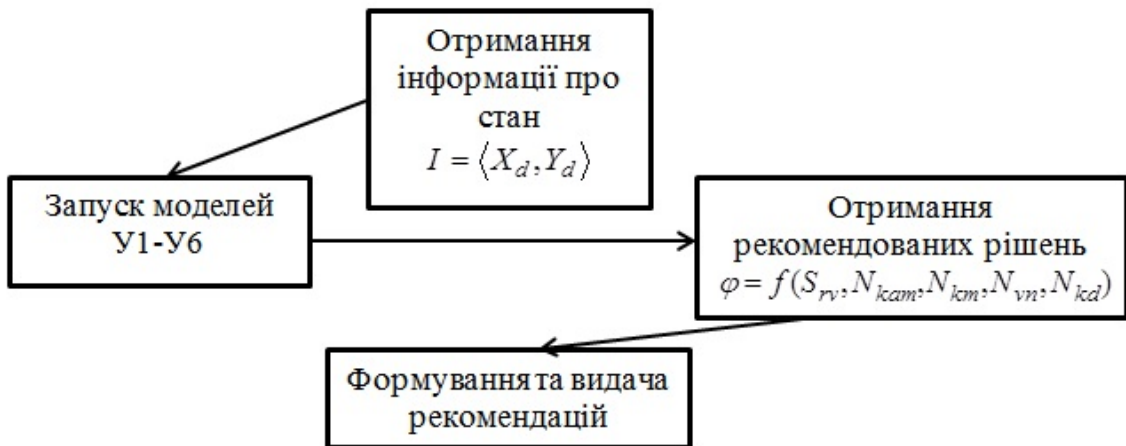 Отримання
інформації про
стан
I = ⟨X_d, Y_d⟩
Запуск моделей
У1-У6
Отримання
рекомендованих рішень
φ = f(S_rv, N_kam, N_km, N_vn, N_kd)
Формування та видача
рекомендацій